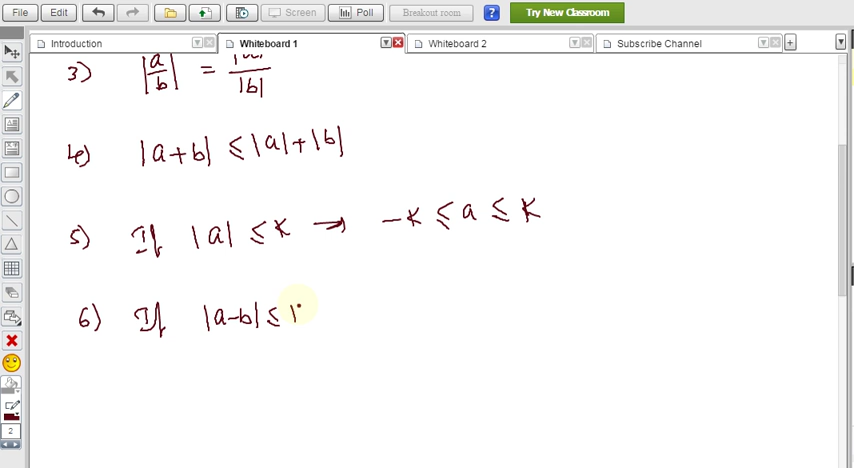 File Edit Screen Poll Breakout room ? Try New Classroom
Introduction Whiteboard 1 Whiteboard 2 Subscribe Channel
3) |a/b| = |a|/|b|
4) |a+b| ≤ |a|+|b|
5) If |a| ≤ K → -K ≤ a ≤ K
6) If |a-b| ≤
2